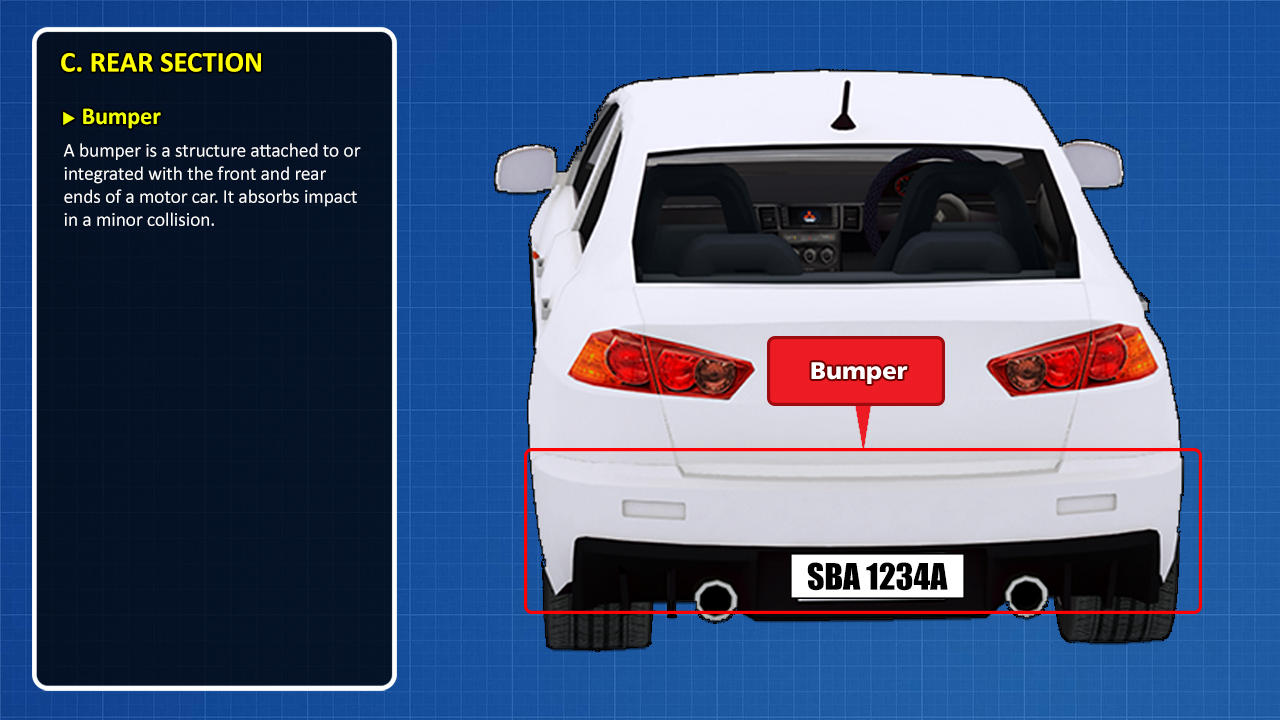 C. REAR SECTION
Bumper
A bumper is a structure attached to or
integrated with the front and rear
ends of a motor car. It absorbs impact
in a minor collision.
Bumper
SBA 1234A